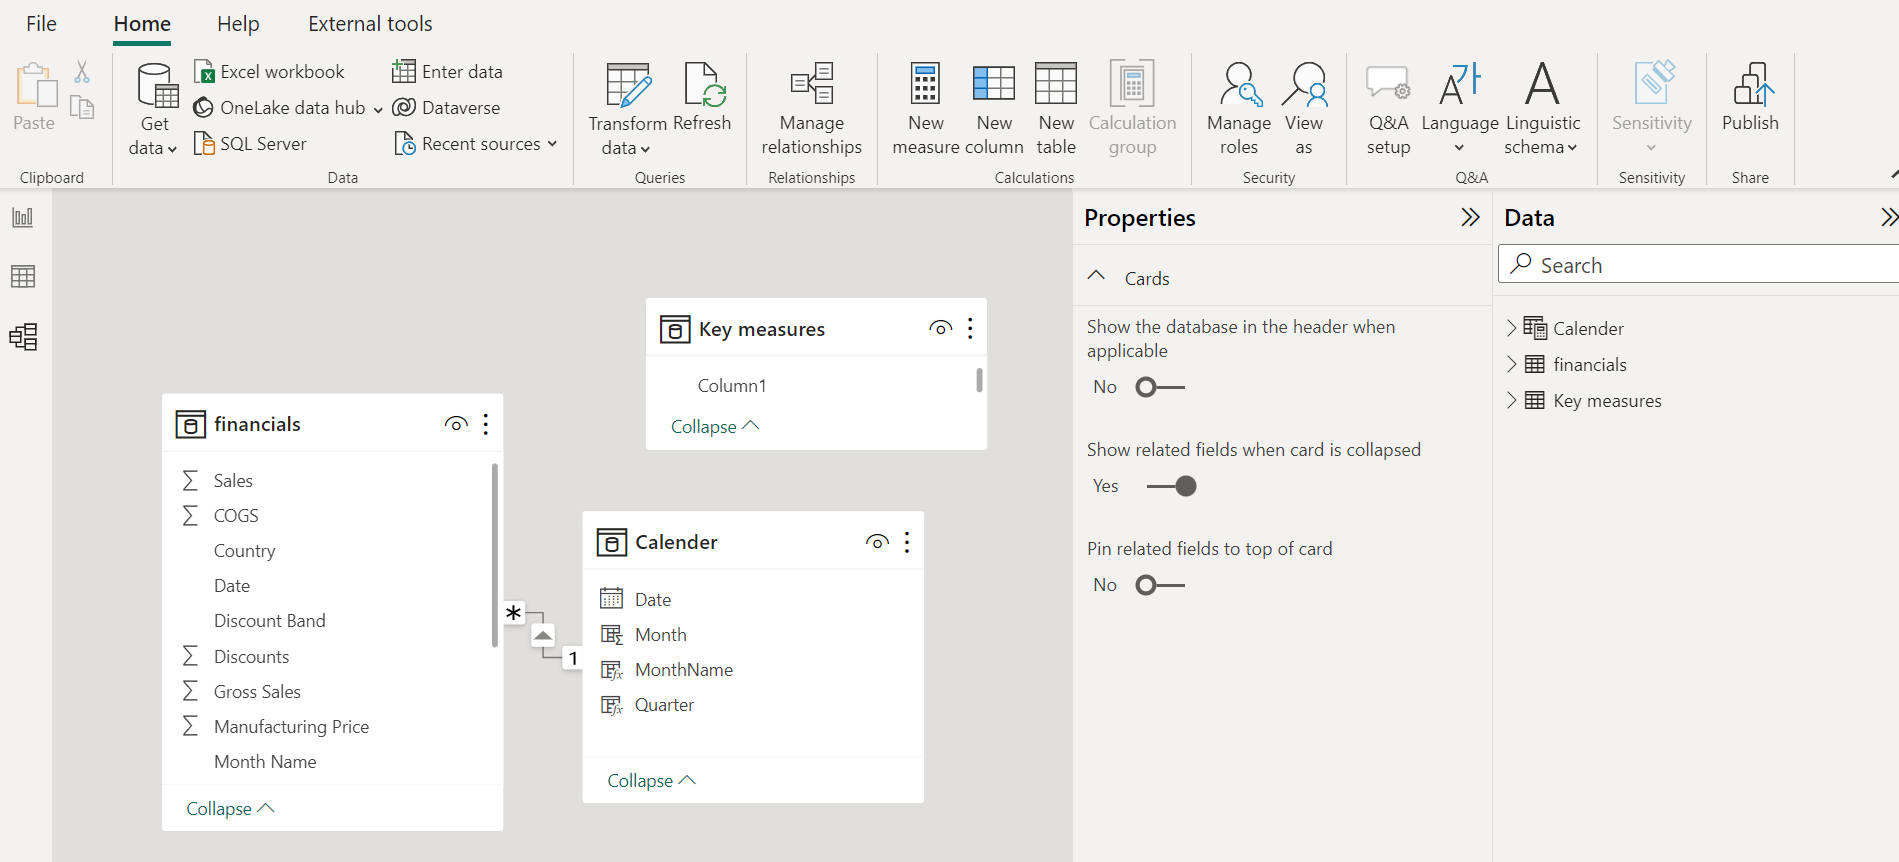 File Home Help External tools
Paste
Clipboard
Get data
Excel workbook
OneLake data hub
SQL Server
Enter data
Dataverse
Recent sources
Data
Transform data
Refresh
Queries
Manage relationships
Relationships
New measure
New column
New table
Calculation group
Calculations
Manage roles
View as
Security
Q&A setup
Language
Linguistic schema
Q&A
Sensitivity
Sensitivity
Publish
Share
financials
Sales
COGS
Country
Date
Discount Band
Discounts
Gross Sales
Manufacturing Price
Month Name
Collapse
*
1
Key measures
Column1
Collapse
Calender
Date
Month
MonthName
Quarter
Collapse
Properties
Cards
Show the database in the header when
applicable
No
Show related fields when card is collapsed
Yes
Pin related fields to top of card
No
Data
Search
Calender
financials
Key measures